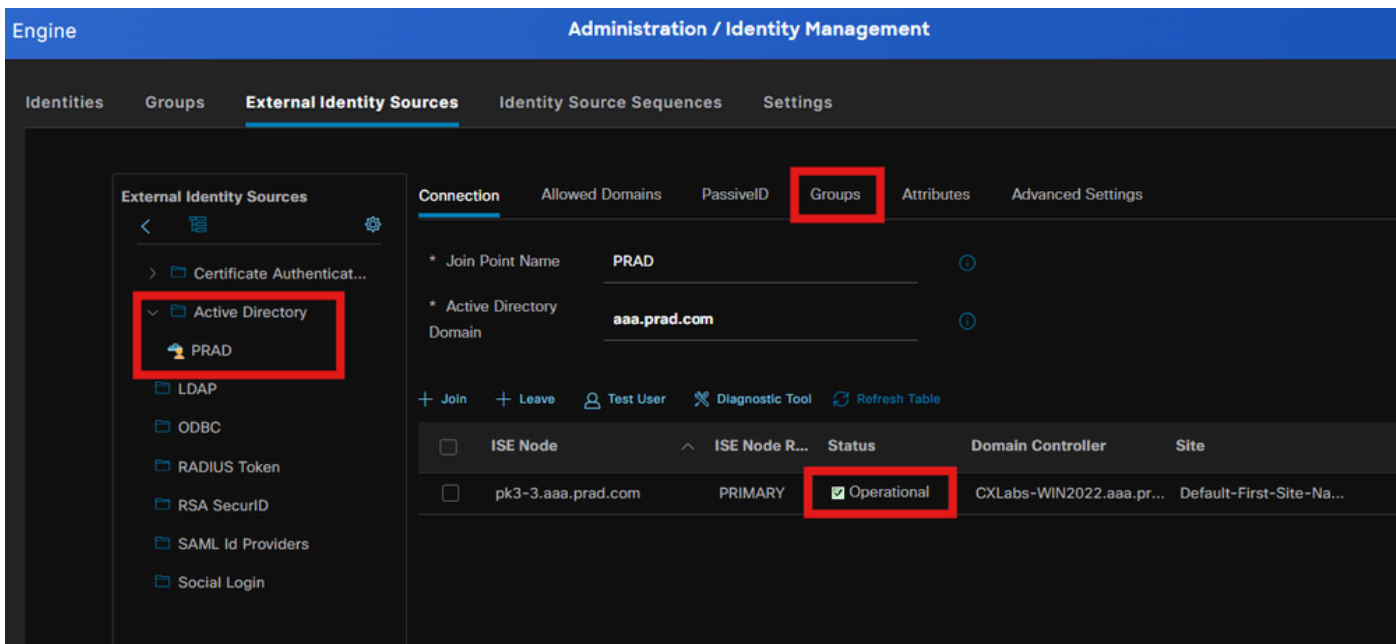 Engine
Administration / Identity Management
Identities Groups External Identity Sources Identity Source Sequences Settings
External Identity Sources
Certificate Authenticat...
Active Directory
PRAD
LDAP
ODBC
RADIUS Token
RSA SecurID
SAML Id Providers
Social Login
Connection Allowed Domains PassiveID Groups Attributes Advanced Settings
* Join Point Name PRAD
* Active Directory
Domain
aaa.prad.com
Join Leave Test User Diagnostic Tool Refresh Table
ISE Node ISE Node R... Status Domain Controller Site
pk3-3.aaa.prad.com PRIMARY Operational CXLabs-WIN2022.aaa.pr... Default-First-Site-Na...